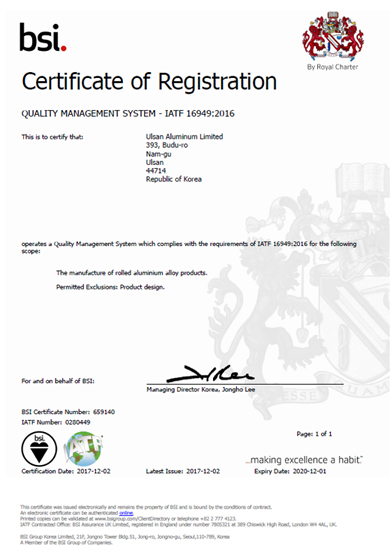 bsi.
By Royal Charter
Certificate of Registration
QUALITY MANAGEMENT SYSTEM - IATF 16949:2016
This is to certify that:
Ulsan Aluminum Limited
393, Budu-ro
Nam-gu
Ulsan
44714
Republic of Korea
operates a Quality Management System which complies with the requirements of IATF 16949:2016 for the following
scope:
The manufacture of rolled aluminium alloy products.
Permitted Exclusions: Product design.
For and on behalf of BSI:
Managing Director Korea, Jongho Lee
BSI Certificate Number: 659140
IATF Number: 0280449
Page: 1 of 1
bsi.
...making excellence a habit.
Certification Date: 2017-12-02
Latest Issue: 2017-12-02
Expiry Date: 2020-12-01
This certificate was issued electronically and remains the property of BSI and is bound by the conditions of contract.
An electronic certificate can be authenticated online.
Printed copies can be validated at www.bsigroup.com/ClientDirectory or telephone +82 2 777 4123.
IATF Contracted Office: BSI Assurance UK Limited, registered in England under number 7805321 at 389 Chiswick High Road, London W4 4AL, UK.
BSI Group Korea Limited, 21F, Jongno Tower Bldg.51, Jong-ro, Jongno-gu, Seoul,110-789, Korea
A Member of the BSI Group of Companies.